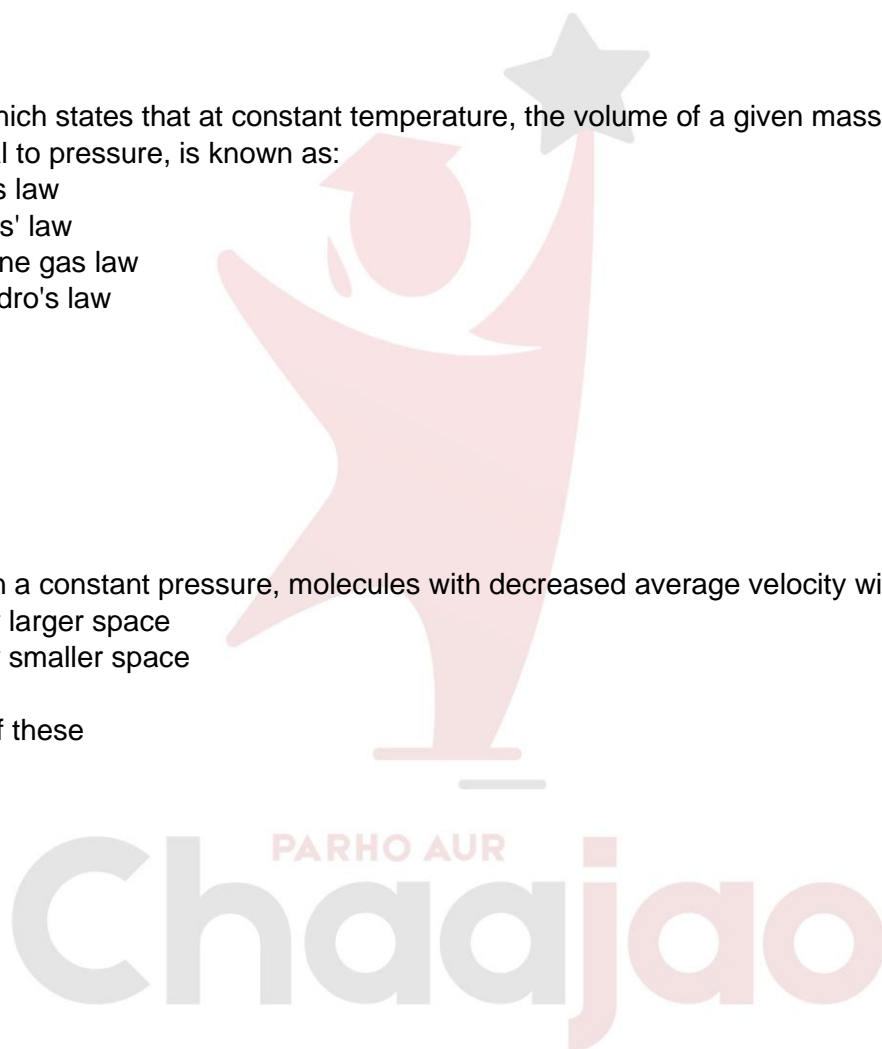 hich states that at constant temperature, the volume of a given mass
l to pressure, is known as:
s law
s' law
ne gas law
dro's law
n a constant pressure, molecules with decreased average velocity wi
larger space
smaller space
f these
PARHO AUR
Chaajao